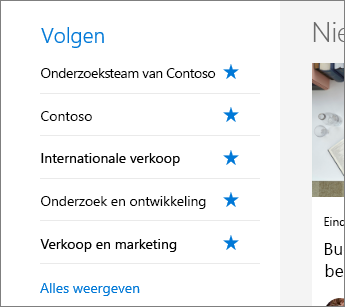 Volgen
Onderzoeksteam van Contoso
Contoso
Internationale verkoop
Onderzoek en ontwikkeling
Verkoop en marketing
Alles weergeven
Nie
Eind
Bu
be